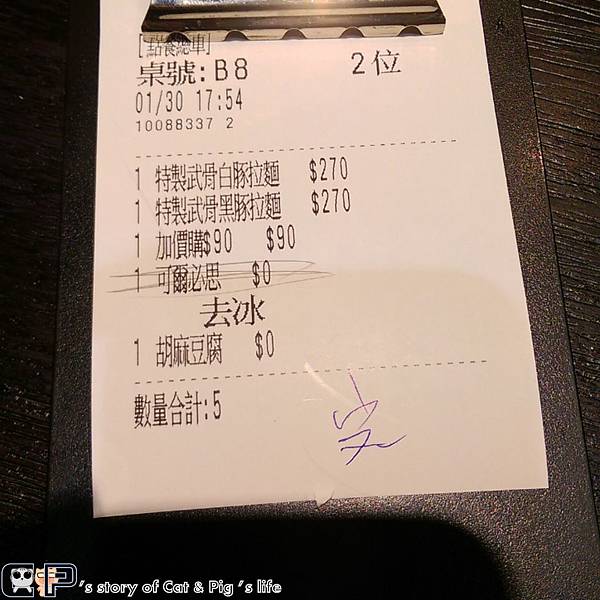 [點餐總單]
桌號:B8 2位
01/30 17:54
10088337 2
1 特製武骨白豚拉麵 $270
1 特製武骨黑豚拉麵 $270
1 加價購$90 $90
1 可爾必思 $0
去冰
1 胡麻豆腐 $0
數量合計:5
P 's story of Cat & Pig 's life